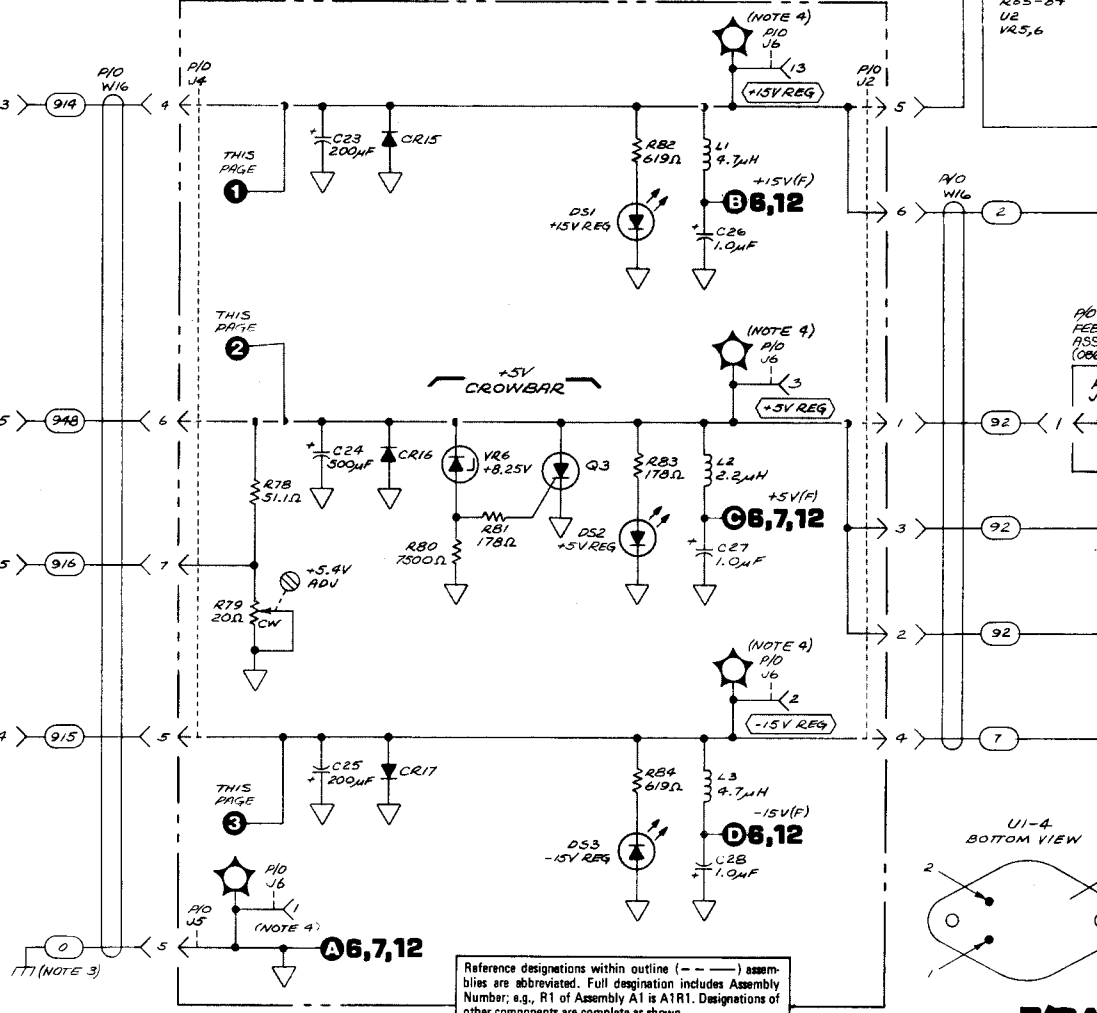 U2
VR5,6
(NOTE 4)
P/O
J6
13
+15V REG
P/O
W16
P/O
J4
P/O
J2
3
914
4
5
C23
200µF
CR15
R82
619Ω
L1
4.7µH
THIS
PAGE
1
+15V(F)
B 6,12
P/O
W16
DS1
+15V REG
6
2
C26
1.0µF
THIS
PAGE
2
(NOTE 4)
P/O
J6
3
+5V REG
+5V
CROWBAR
P/O
5
948
6
1
92
1
C24
500µF
CR16
VR6
+8.25V
Q3
R83
178Ω
L2
2.2µH
R78
51.1Ω
+5V(F)
C 6,7,12
R81
178Ω
DS2
+5V REG
3
92
R80
7500Ω
C27
1.0µF
5
916
7
+5.4V
ADJ
R79
20Ω
CW
2
92
(NOTE 4)
P/O
J6
2
-15V REG
4
915
5
4
7
C25
200µF
CR17
R84
619Ω
L3
4.7µH
THIS
PAGE
3
-15V(F)
D 6,12
DS3
-15V REG
C28
1.0µF
U1-4
BOTTOM VIEW
2
1
P/O
J6
1
(NOTE 4)
P/O
J5
0
5
A 6,7,12
(NOTE 3)
Reference designations within outline (– – ——) assem-
blies are abbreviated. Full desgination includes Assembly
Number; e.g., R1 of Assembly A1 is A1R1. Designations of
other components are complete as shown.